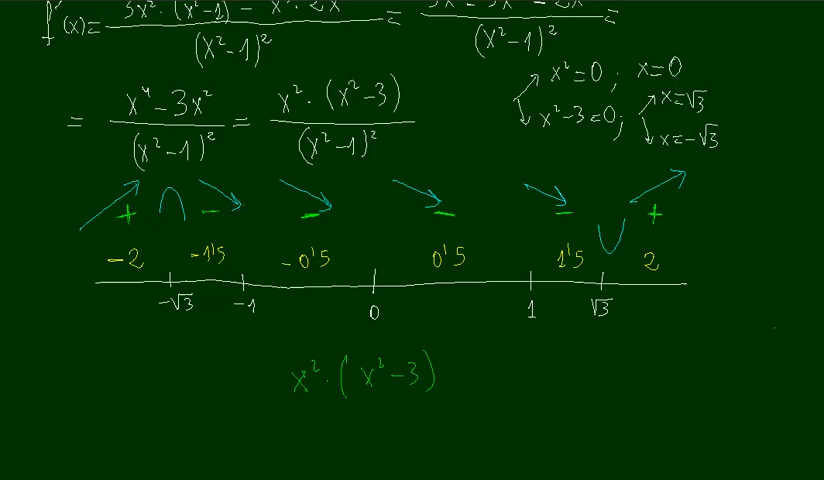 f'(x)= 3x²·(x²-1) - x³·2x / (x²-1)² = / (x²-1)² =
x²=0; x=0
x²-3=0; x=√3
x=-√3
= x⁴-3x² / (x²-1)² = x²·(x²-3) / (x²-1)²
+ - - - - +
-2 -1'5 -0'5 0'5 1'5 2
-√3 -1 0 1 √3
x²·(x²-3)